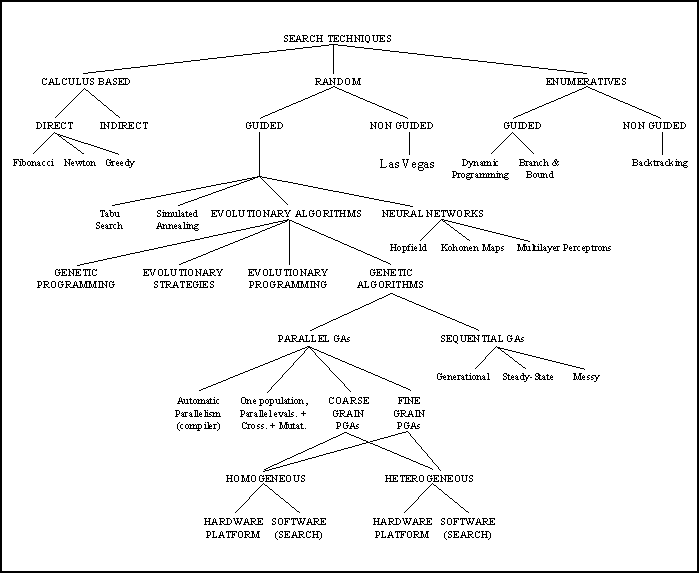 SEARCH TECHNIQUES
CALCULUS BASED
RANDOM
ENUMERATIVES
DIRECT
INDIRECT
GUIDED
NON GUIDED
GUIDED
NON GUIDED
Fibonacci
Newton
Greedy
Las Vegas
Dynamic
Programming
Branch &
Bound
Backtracking
Tabu
Search
Simulated
Annealing
EVOLUTIONARY ALGORITHMS
NEURAL NETWORKS
Hopfield
Kohonen Maps
Multilayer Perceptrons
GENETIC
PROGRAMMING
EVOLUTIONARY
STRATEGIES
EVOLUTIONARY
PROGRAMMING
GENETIC
ALGORITHMS
PARALLEL GAs
SEQUENTIAL GAs
Generational
Steady-State
Messy
Automatic
Parallelism
(compiler)
One population,
Parallel evals. +
Cross. + Mutat.
COARSE
GRAIN
PGAs
FINE
GRAIN
PGAs
HOMOGENEOUS
HETEROGENEOUS
HARDWARE
PLATFORM
SOFTWARE
(SEARCH)
HARDWARE
PLATFORM
SOFTWARE
(SEARCH)